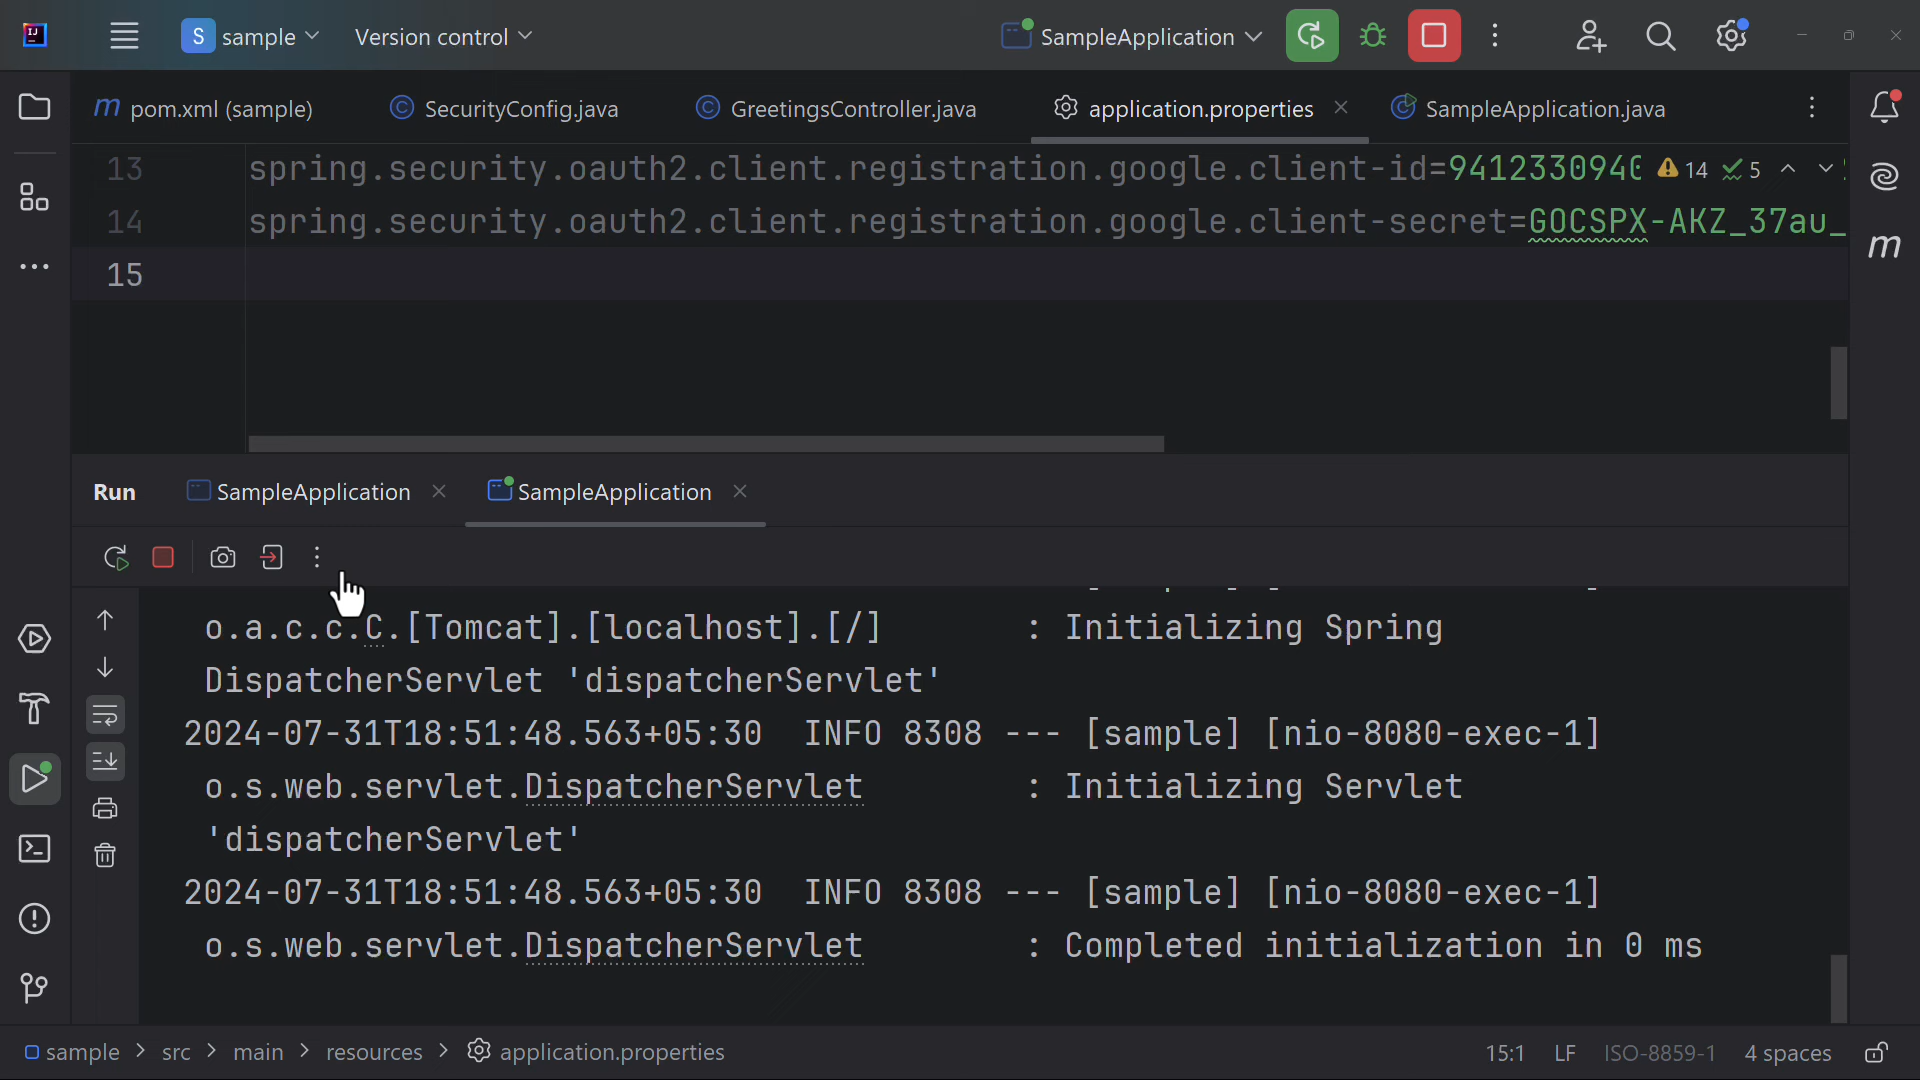 S sample Version control SampleApplication
m pom.xml (sample) SecurityConfig.java GreetingsController.java application.properties SampleApplication.java
13 spring.security.oauth2.client.registration.google.client-id=941233094 14 5
14 spring.security.oauth2.client.registration.google.client-secret=GOCSPX-AKZ_37au_
15
Run SampleApplication SampleApplication
o.a.c.c.C.[Tomcat].[localhost].[/] : Initializing Spring
DispatcherServlet 'dispatcherServlet'
2024-07-31T18:51:48.563+05:30 INFO 8308 --- [sample] [nio-8080-exec-1]
o.s.web.servlet.DispatcherServlet : Initializing Servlet
'dispatcherServlet'
2024-07-31T18:51:48.563+05:30 INFO 8308 --- [sample] [nio-8080-exec-1]
o.s.web.servlet.DispatcherServlet : Completed initialization in 0 ms
sample > src > main > resources > application.properties 15:1 LF ISO-8859-1 4 spaces